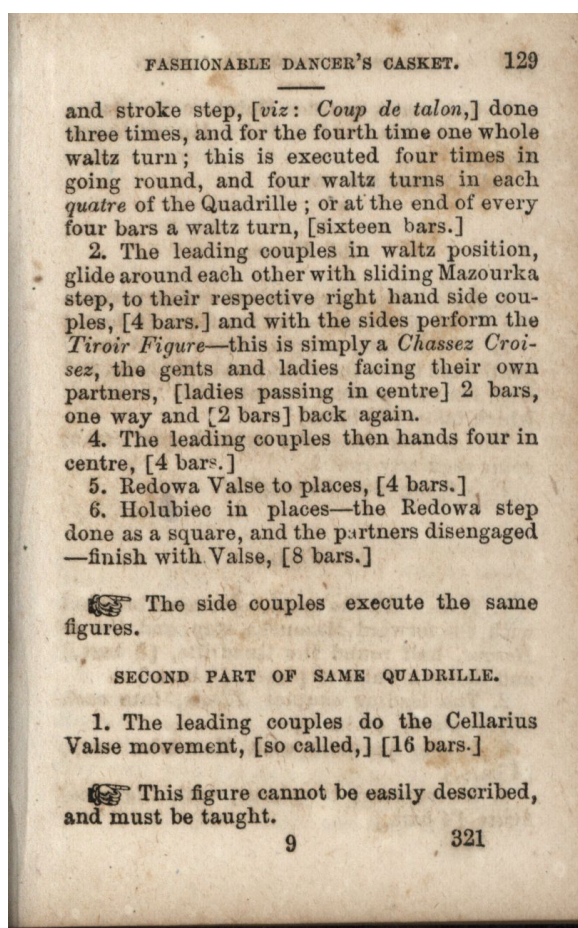 FASHIONABLE DANCER'S CASKET. 129
and stroke step, [viz: Coup de talon,] done
three times, and for the fourth time one whole
waltz turn; this is executed four times in
going round, and four waltz turns in each
quatre of the Quadrille ; or at the end of every
four bars a waltz turn, [sixteen bars.]
2. The leading couples in waltz position,
glide around each other with sliding Mazourka
step, to their respective right hand side cou-
ples, [4 bars.] and with the sides perform the
Tiroir Figure—this is simply a Chassez Croi-
sez, the gents and ladies facing their own
partners, [ladies passing in centre] 2 bars,
one way and [2 bars] back again.
4. The leading couples then hands four in
centre, [4 bars.]
5. Redowa Valse to places, [4 bars.]
6. Holubiec in places—the Redowa step
done as a square, and the partners disengaged
—finish with Valse, [8 bars.]
☞ The side couples execute the same
figures.
SECOND PART OF SAME QUADRILLE.
1. The leading couples do the Cellarius
Valse movement, [so called,] [16 bars.]
☞ This figure cannot be easily described,
and must be taught.
9 321